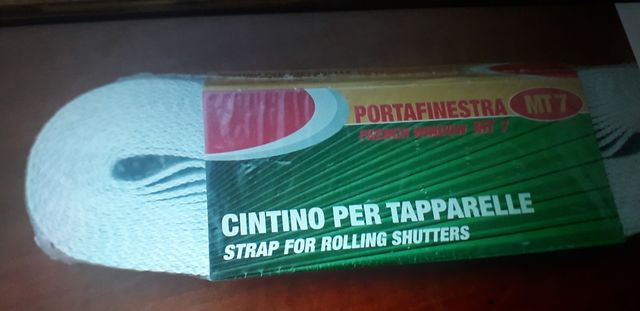 PORTAFINESTRA MT 7
FRENCH WINDOW MT 7
CINTINO PER TAPPARELLE
STRAP FOR ROLLING SHUTTERS